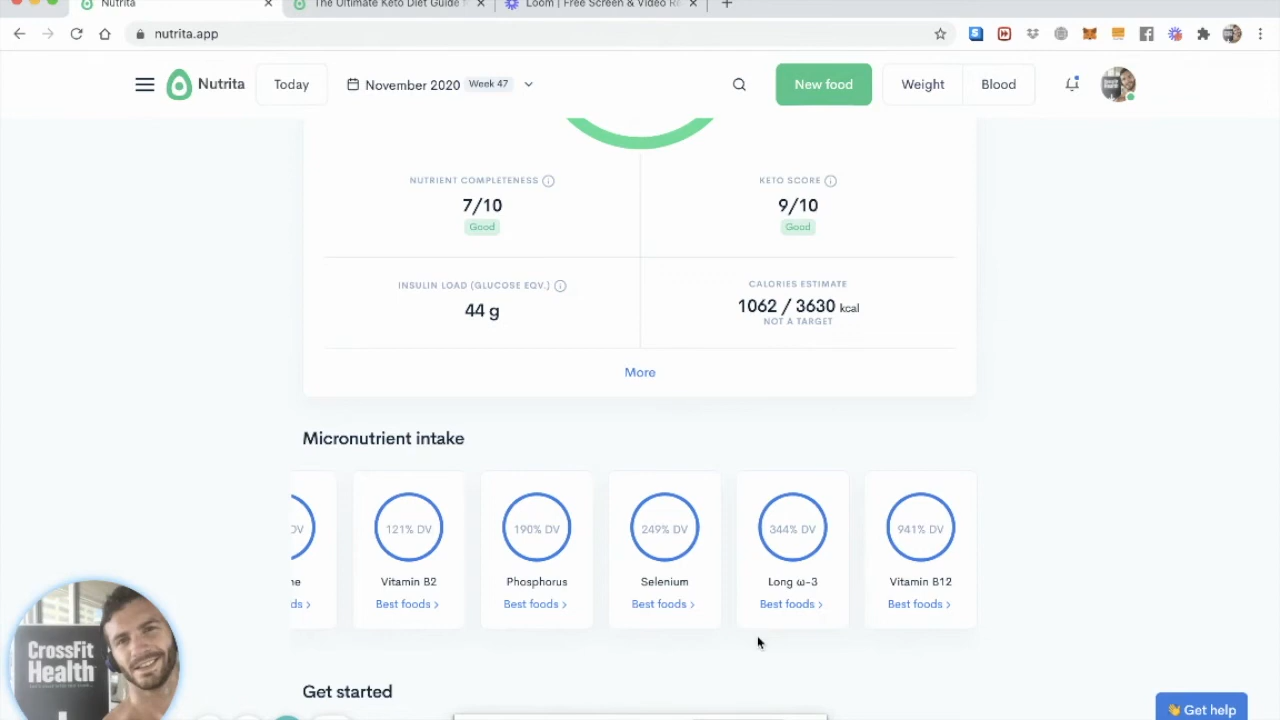 Nutrita
The Ultimate Keto Diet Guide
Loom | Free Screen & Video Re
nutrita.app
Nutrita
Today
November 2020 Week 47
New food
Weight
Blood
NUTRIENT COMPLETENESS
7/10
Good
KETO SCORE
9/10
Good
INSULIN LOAD (GLUCOSE EQV.)
44 g
CALORIES ESTIMATE
1062 / 3630 kcal
NOT A TARGET
More
Micronutrient intake
DV
ne
ds >
121% DV
Vitamin B2
Best foods >
190% DV
Phosphorus
Best foods >
249% DV
Selenium
Best foods >
344% DV
Long ω-3
Best foods >
941% DV
Vitamin B12
Best foods >
CrossFit
Health
Get started
👋 Get help